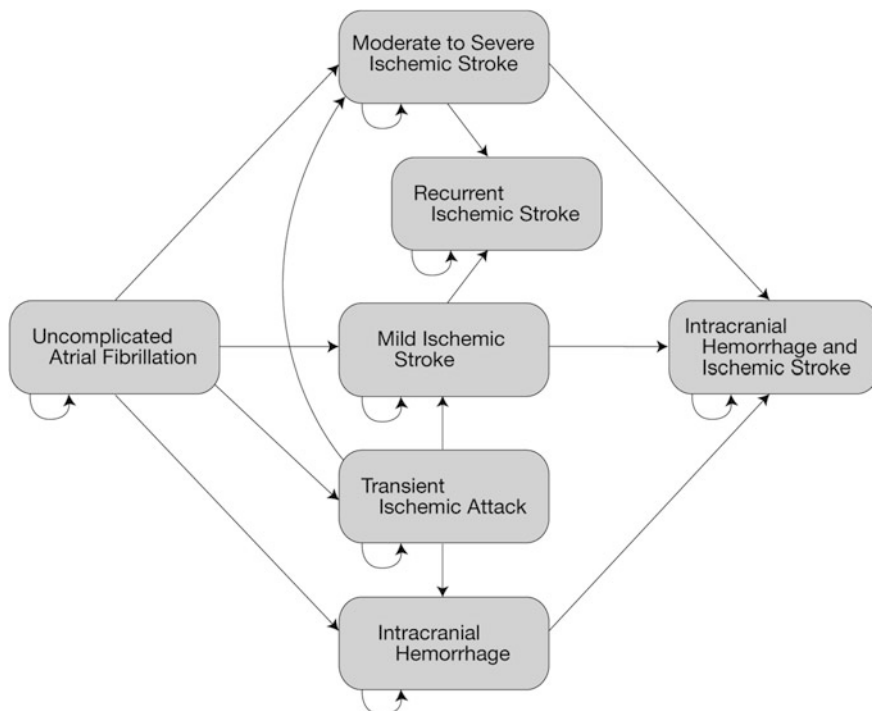 Moderate to Severe
Ischemic Stroke
Recurrent
Ischemic Stroke
Uncomplicated
Atrial Fibrillation
Mild Ischemic
Stroke
Intracranial
Hemorrhage and
Ischemic Stroke
Transient
Ischemic Attack
Intracranial
Hemorrhage